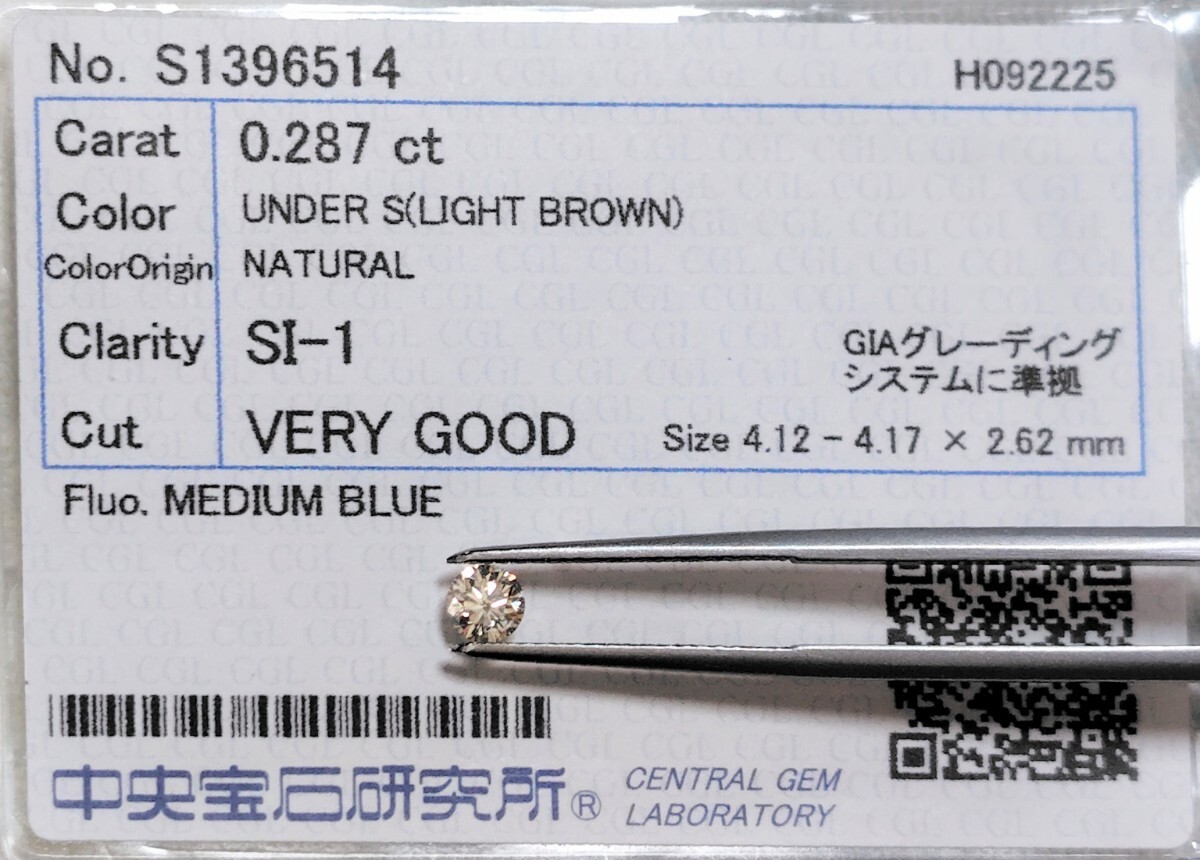 No. S1396514
H092225
Carat 0.287 ct
Color UNDER S(LIGHT BROWN)
ColorOrigin NATURAL
Clarity SI-1
GIAグレーディング
システムに準拠
Cut VERY GOOD
Size 4.12 - 4.17 × 2.62 mm
Fluo. MEDIUM BLUE
中央宝石研究所®
CENTRAL GEM
LABORATORY